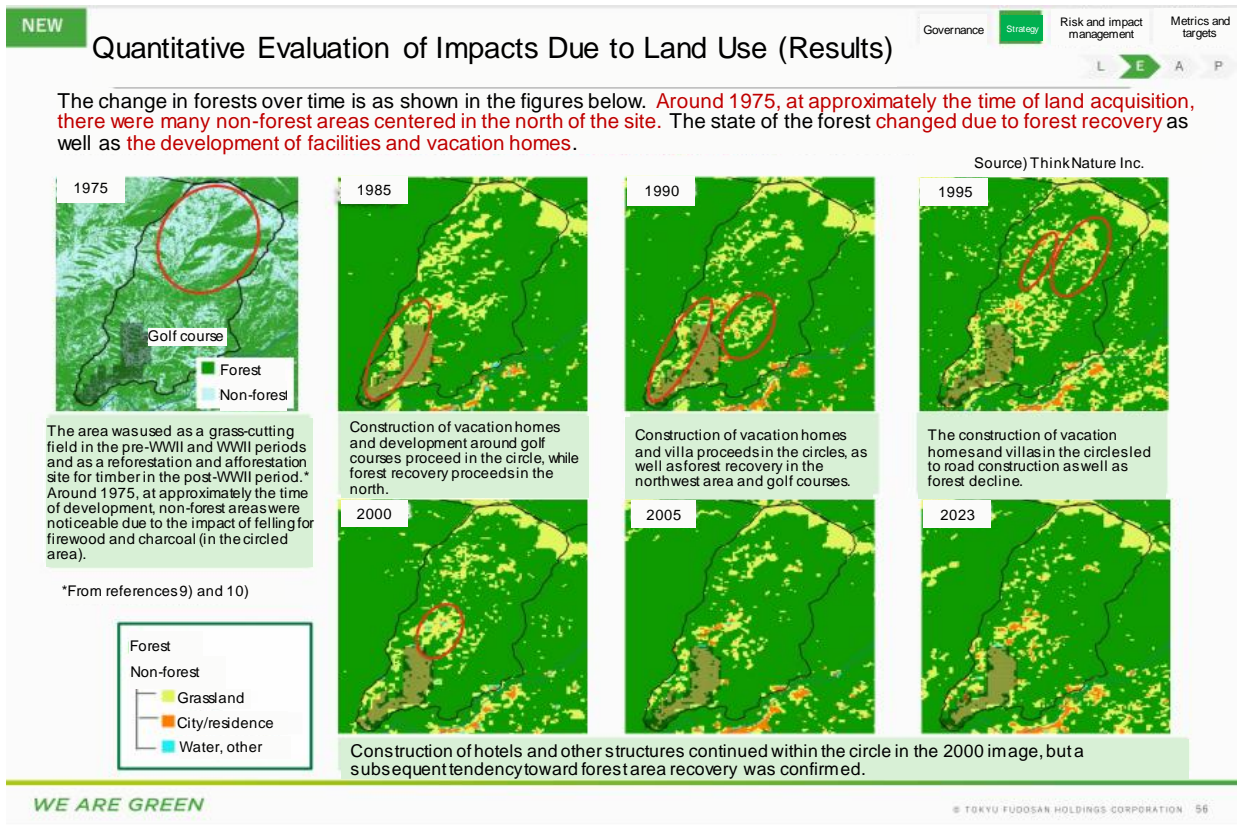 NEW
Quantitative Evaluation of Impacts Due to Land Use (Results)
Governance
Strategy
Risk and impact
management
Metrics and
targets
L E A P
The change in forests over time is as shown in the figures below. Around 1975, at approximately the time of land acquisition,
there were many non-forest areas centered in the north of the site. The state of the forest changed due to forest recovery as
well as the development of facilities and vacation homes.
Source) ThinkNature Inc.
1975
Golf course
Forest
Non-forest
1985
1990
1995
The area was used as a grass-cutting
field in the pre-WWII and WWII periods
and as a reforestation and afforestation
site for timber in the post-WWII period.*
Around 1975, at approximately the time
of development, non-forest areas were
noticeable due to the impact of felling for
firewood and charcoal (in the circled
area).
*From references 9) and 10)
Construction of vacation homes
and development around golf
courses proceed in the circle, while
forest recovery proceeds in the
north.
Construction of vacation homes
and villa proceeds in the circles, as
well as forest recovery in the
northwest area and golf courses.
The construction of vacation
homes and villas in the circles led
to road construction as well as
forest decline.
2000
2005
2023
Forest
Non-forest
Grassland
City/residence
Water, other
Construction of hotels and other structures continued within the circle in the 2000 image, but a
subsequent tendency toward forest area recovery was confirmed.
WE ARE GREEN
© TOKYU FUDOSAN HOLDINGS CORPORATION 56